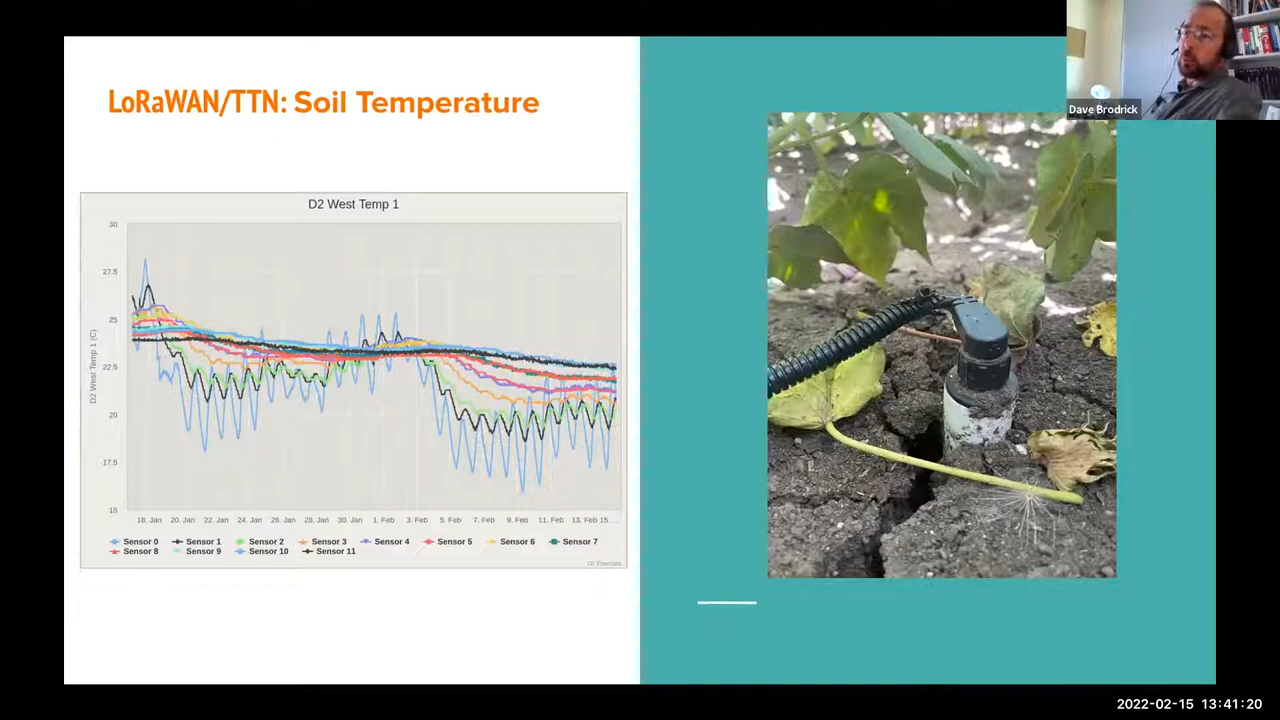 Dave Brodrick
LoRaWAN/TTN: Soil Temperature
D2 West Temp 1
D2 West Temp 1 (C)
30
27.5
25
22.5
20
17.5
15
18. Jan 20. Jan 22. Jan 24. Jan 26. Jan 28. Jan 30. Jan 1. Feb 3. Feb 5. Feb 7. Feb 9. Feb 11. Feb 13. Feb 15....
Sensor 0 Sensor 1 Sensor 2 Sensor 3 Sensor 4 Sensor 5 Sensor 6 Sensor 7
Sensor 8 Sensor 9 Sensor 10 Sensor 11
2022-02-15 13:41:20